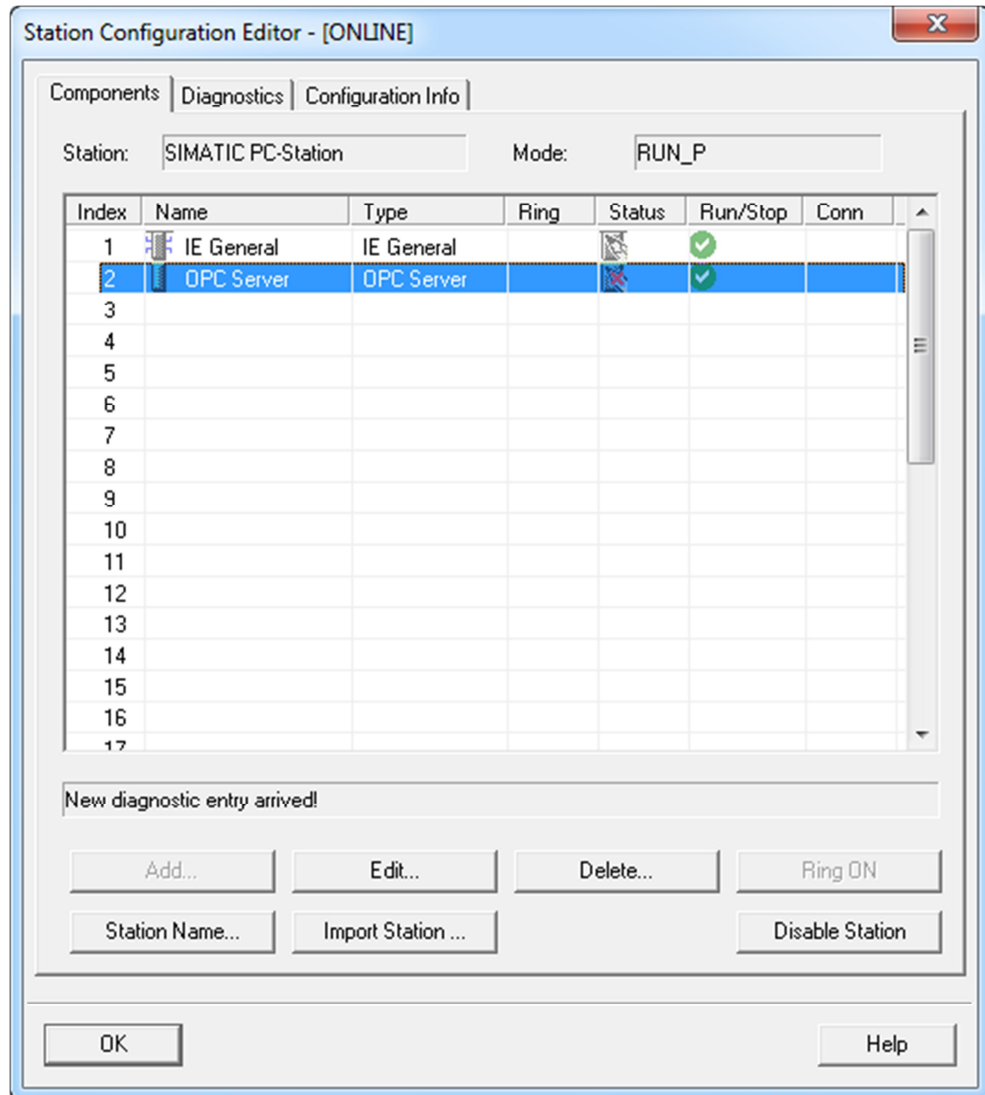 Station Configuration Editor - [ONLINE]
Components Diagnostics Configuration Info
Station: SIMATIC PC-Station Mode: RUN_P
Index Name Type Ring Status Run/Stop Conn
1 IE General IE General
2 OPC Server OPC Server
3
4
5
6
7
8
9
10
11
12
13
14
15
16
17
New diagnostic entry arrived!
Add... Edit... Delete... Ring ON
Station Name... Import Station ... Disable Station
OK Help